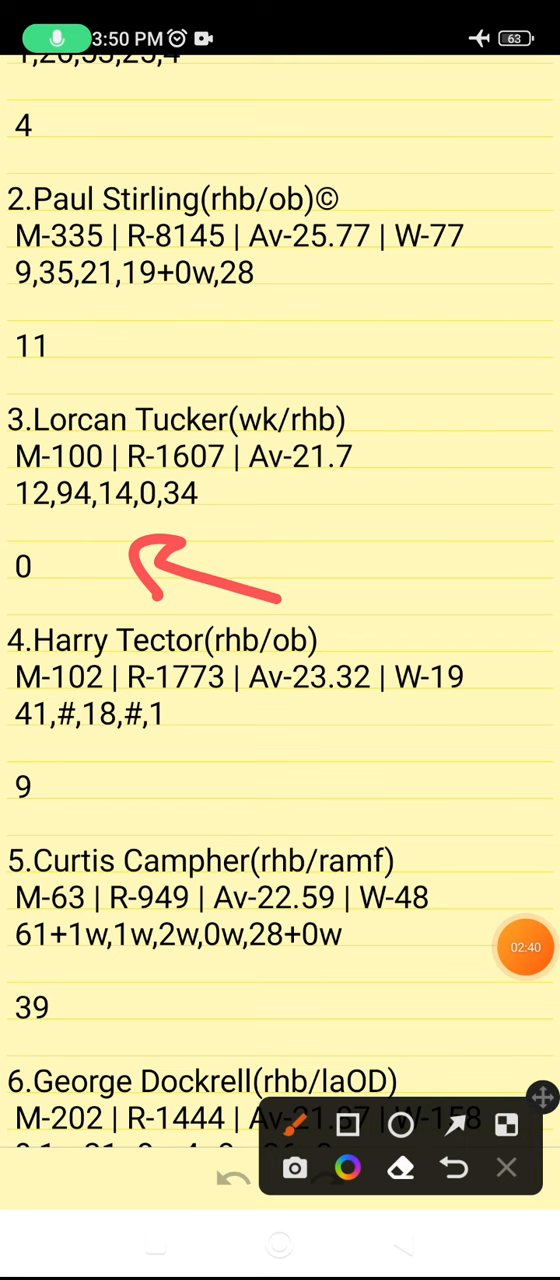 3:50 PM
63
4
2.Paul Stirling(rhb/ob)©
M-335 | R-8145 | Av-25.77 | W-77
9,35,21,19+0w,28
11
3.Lorcan Tucker(wk/rhb)
M-100 | R-1607 | Av-21.7
12,94,14,0,34
0
4.Harry Tector(rhb/ob)
M-102 | R-1773 | Av-23.32 | W-19
41,#,18,#,1
9
5.Curtis Campher(rhb/ramf)
M-63 | R-949 | Av-22.59 | W-48
61+1w,1w,2w,0w,28+0w
02:40
39
6.George Dockrell(rhb/laOD)
M-202 | R-1444 | Av-21.87 | W-158